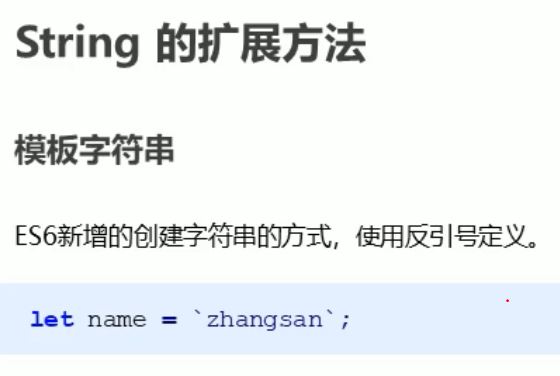 String 的扩展方法
模板字符串
ES6新增的创建字符串的方式，使用反引号定义。
let name = `zhangsan`;